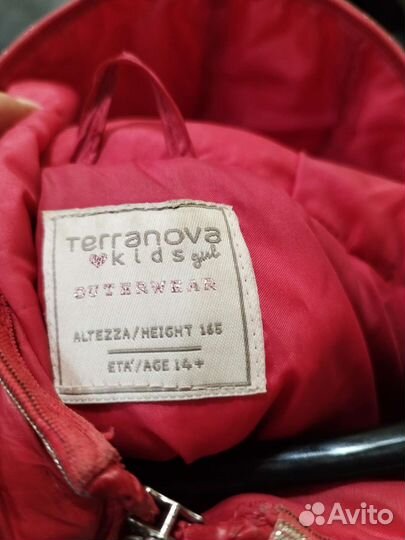 Terranova
kids girl
OUTERWEAR
ALTEZZA/HEIGHT 165
ETA'/AGE 14+
Avito